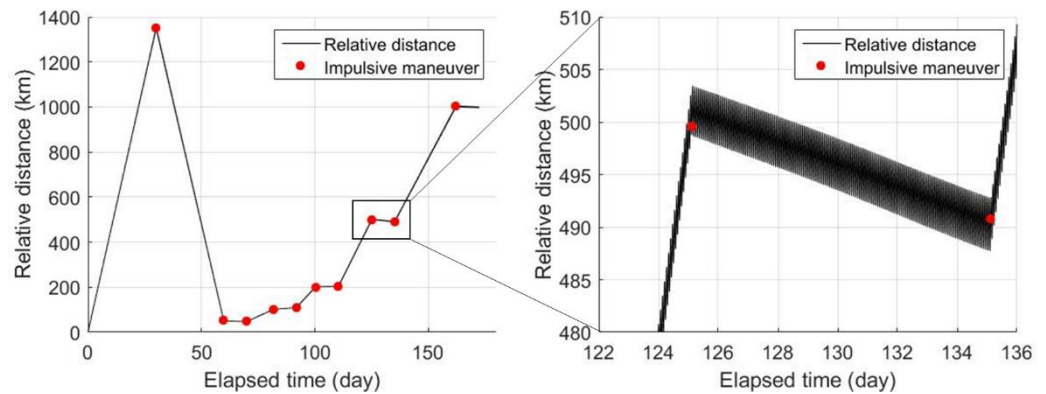 1400
1200
1000
800
600
400
200
0
Relative distance (km)
0 50 100 150
Elapsed time (day)
Relative distance
Impulsive maneuver
510
505
500
495
490
485
480
Relative distance (km)
122 124 126 128 130 132 134 136
Elapsed time (day)
Relative distance
Impulsive maneuver